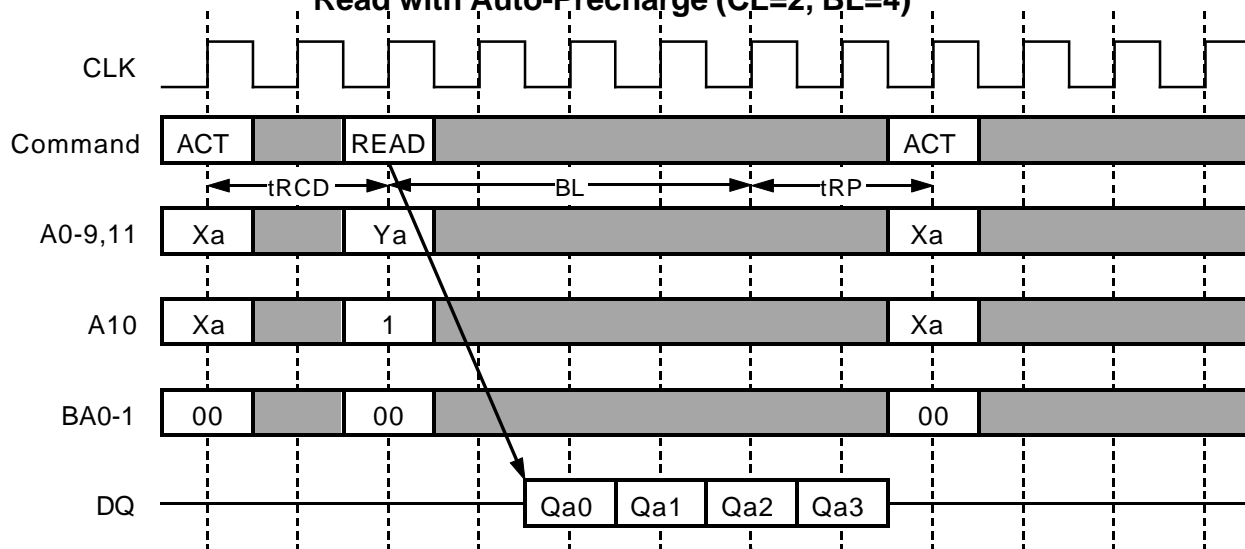 Read with Auto-Precharge (CL=2, BL=4)
CLK
Command ACT READ ACT
tRCD BL tRP
A0-9,11 Xa Ya Xa
A10 Xa 1 Xa
BA0-1 00 00 00
DQ Qa0 Qa1 Qa2 Qa3